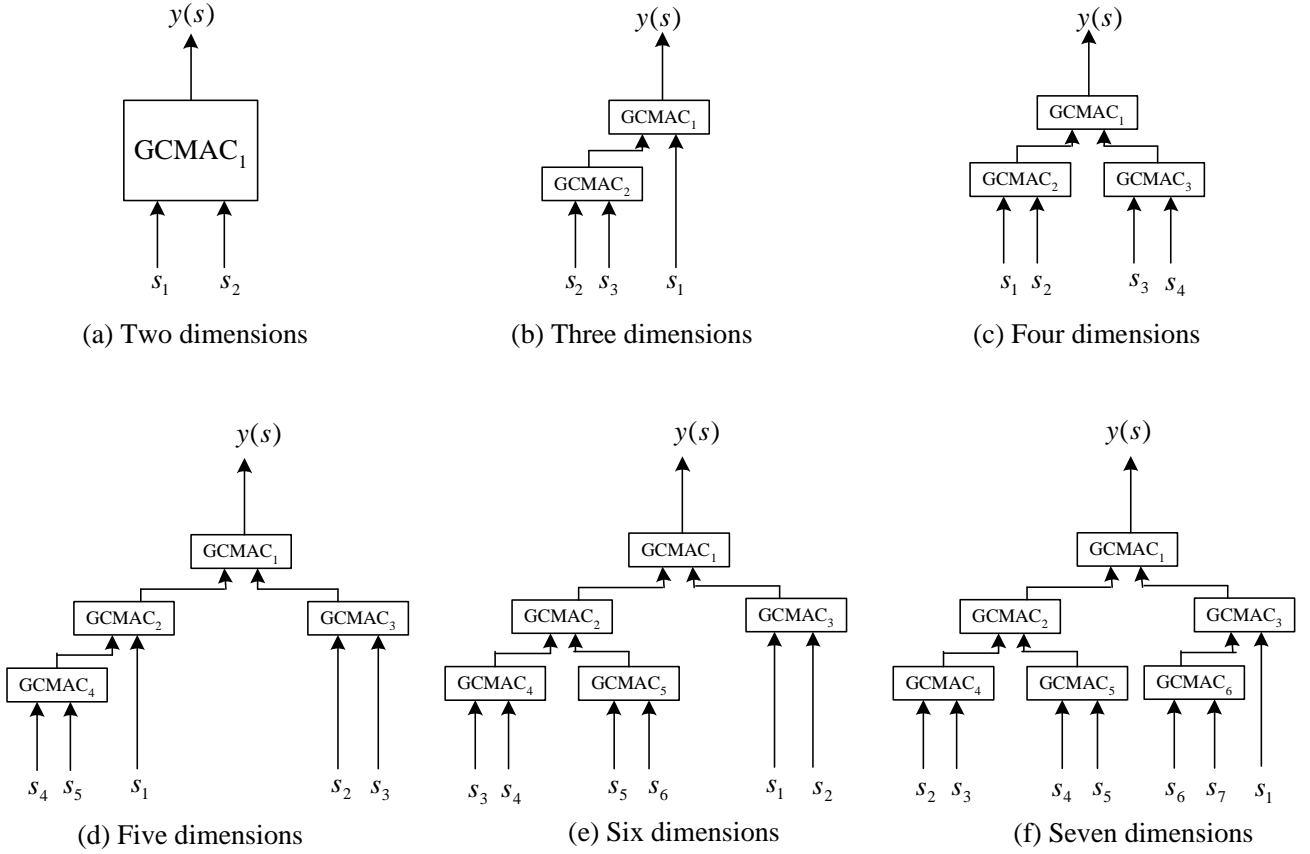 y(s)
GCMAC₁
s₁ s₂
(a) Two dimensions
y(s)
GCMAC₁
GCMAC₂
s₂ s₃ s₁
(b) Three dimensions
y(s)
GCMAC₁
GCMAC₂ GCMAC₃
s₁ s₂ s₃ s₄
(c) Four dimensions
y(s)
GCMAC₁
GCMAC₂ GCMAC₃
GCMAC₄
s₄ s₅ s₁ s₂ s₃
(d) Five dimensions
y(s)
GCMAC₁
GCMAC₂ GCMAC₃
GCMAC₄ GCMAC₅
s₃ s₄ s₅ s₆ s₁ s₂
(e) Six dimensions
y(s)
GCMAC₁
GCMAC₂ GCMAC₃
GCMAC₄ GCMAC₅ GCMAC₆
s₂ s₃ s₄ s₅ s₆ s₇ s₁
(f) Seven dimensions